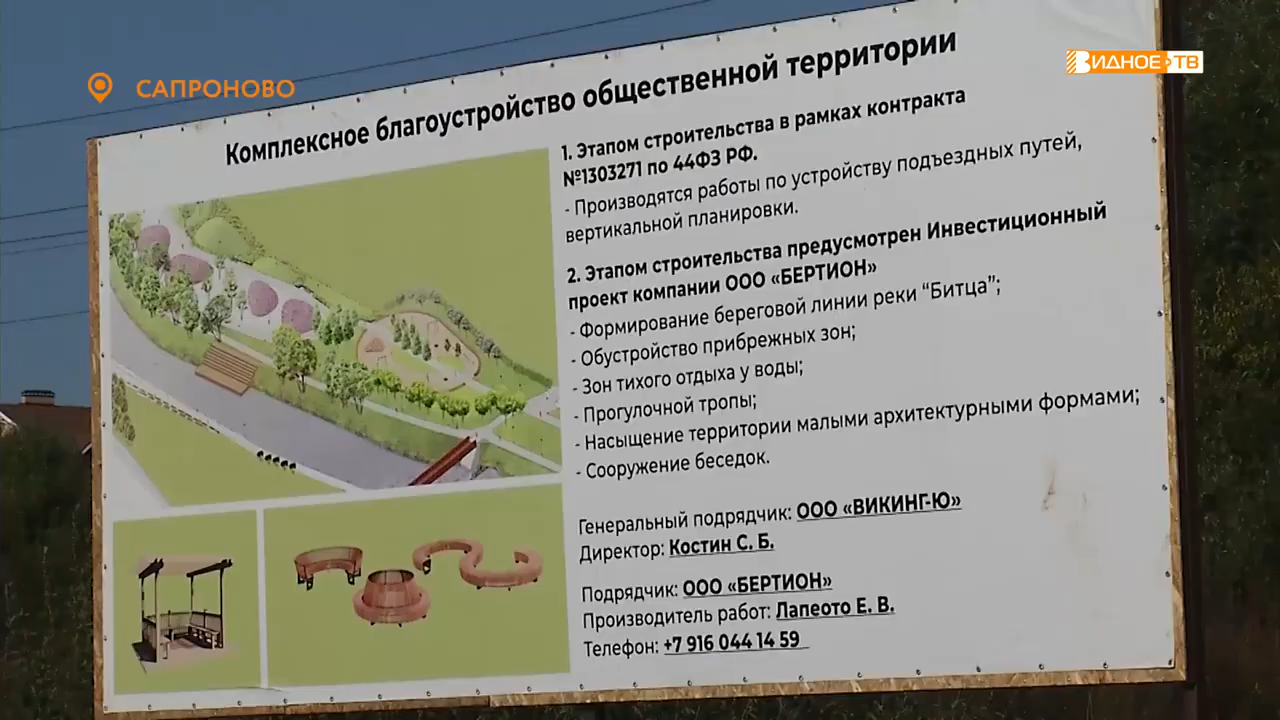 САПРОНОВО
ВИДНОЕ ТВ
Комплексное благоустройство общественной территории
1. Этапом строительства в рамках контракта
№1303271 по 44ФЗ РФ.
- Производятся работы по устройству подъездных путей,
вертикальной планировки.
2. Этапом строительства предусмотрен Инвестиционный
проект компании ООО «БЕРТИОН»
- Формирование береговой линии реки “Битца”;
- Обустройство прибрежных зон;
- Зон тихого отдыха у воды;
- Прогулочной тропы;
- Насыщение территории малыми архитектурными формами;
- Сооружение беседок.
Генеральный подрядчик: ООО «ВИКИНГ-Ю»
Директор: Костин С. Б.
Подрядчик: ООО «БЕРТИОН»
Производитель работ: Лапеото Е. В.
Телефон: +7 916 044 14 59